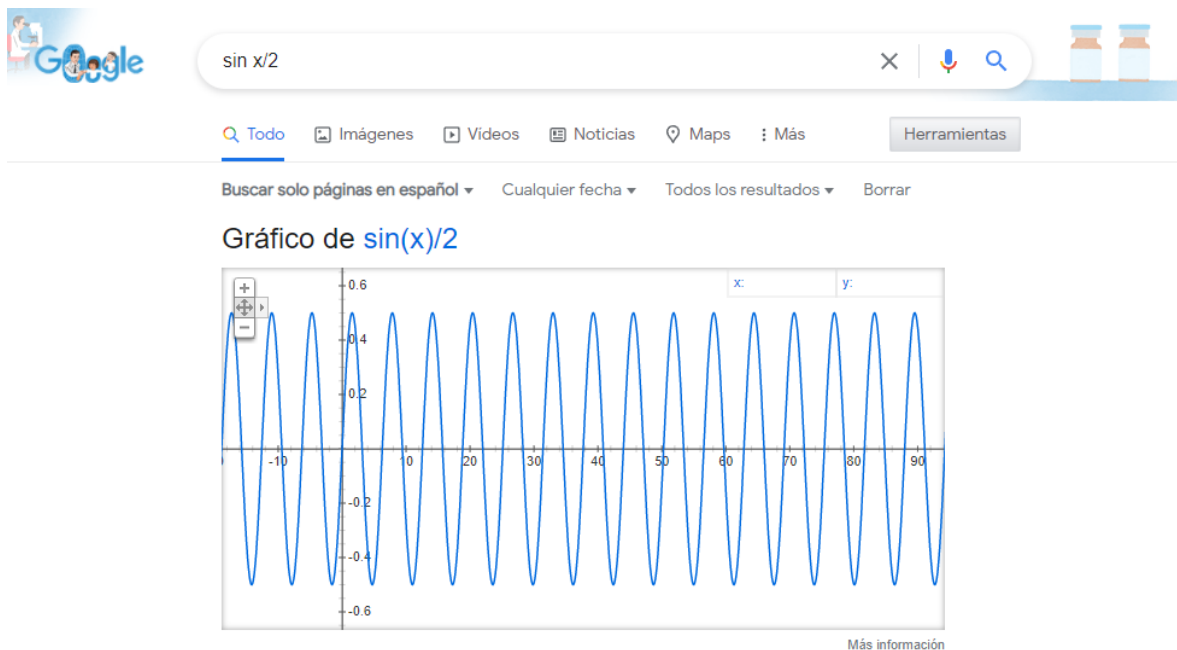 Google
sin x/2
Todo Imágenes Vídeos Noticias Maps Más Herramientas
Buscar solo páginas en español Cualquier fecha Todos los resultados Borrar
Gráfico de sin(x)/2
x: y:
0.6
0.4
0.2
-10 10 20 30 40 50 60 70 80 90
-0.2
-0.4
-0.6
Más información